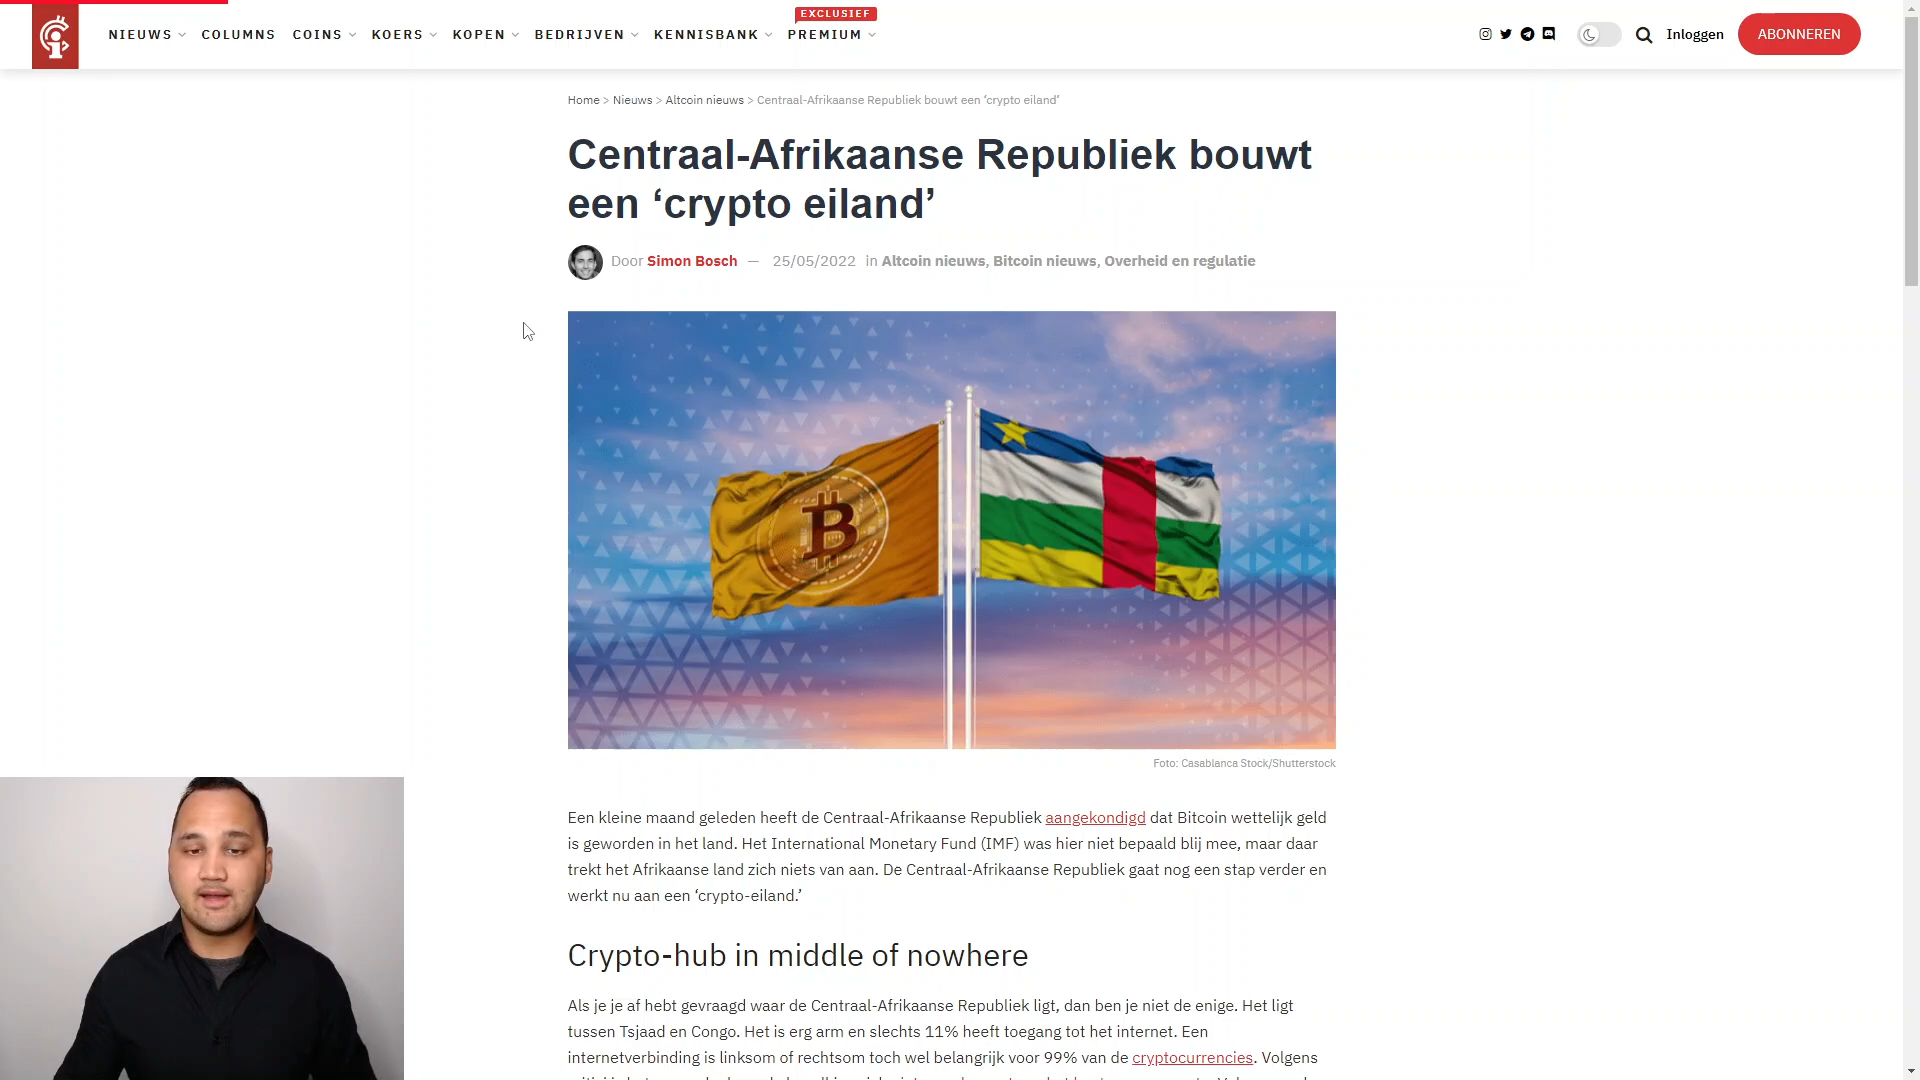 EXCLUSIEF
NIEUWS COLUMNS COINS KOERS KOPEN BEDRIJVEN KENNISBANK PREMIUM Inloggen ABONNEREN
Home > Nieuws > Altcoin nieuws > Centraal-Afrikaanse Republiek bouwt een ‘crypto eiland’
Centraal-Afrikaanse Republiek bouwt
een ‘crypto eiland’
Door Simon Bosch — 25/05/2022 in Altcoin nieuws, Bitcoin nieuws, Overheid en regulatie
Foto: Casablanca Stock/Shutterstock
Een kleine maand geleden heeft de Centraal-Afrikaanse Republiek aangekondigd dat Bitcoin wettelijk geld
is geworden in het land. Het International Monetary Fund (IMF) was hier niet bepaald blij mee, maar daar
trekt het Afrikaanse land zich niets van aan. De Centraal-Afrikaanse Republiek gaat nog een stap verder en
werkt nu aan een ‘crypto-eiland.’
Crypto-hub in middle of nowhere
Als je je af hebt gevraagd waar de Centraal-Afrikaanse Republiek ligt, dan ben je niet de enige. Het ligt
tussen Tsjaad en Congo. Het is erg arm en slechts 11% heeft toegang tot het internet. Een
internetverbinding is linksom of rechtsom toch wel belangrijk voor 99% van de cryptocurrencies. Volgens